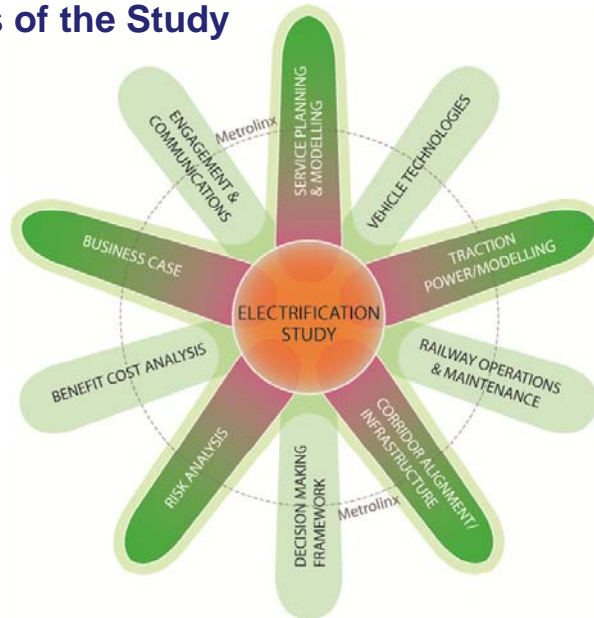 s of the Study
Metrolinx
ENGAGEMENT &
COMMUNICATIONS
SERVICE PLANNING
& MODELLING
VEHICLE TECHNOLOGIES
BUSINESS CASE
TRACTION
POWER/MODELLING
ELECTRIFICATION
STUDY
BENEFIT COST ANALYSIS
RAILWAY OPERATIONS
& MAINTENANCE
RISK ANALYSIS
DECISION MAKING
FRAMEWORK
CORRIDOR ALIGNMENT/
INFRASTRUCTURE
Metrolinx